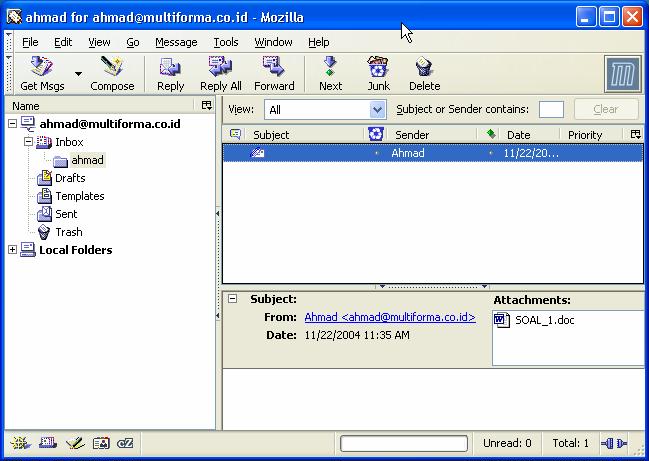 ahmad for ahmad@multiforma.co.id - Mozilla
File Edit View Go Message Tools Window Help
Get Msgs Compose Reply Reply All Forward Next Junk Delete
Name
ahmad@multiforma.co.id
Inbox
ahmad
Drafts
Templates
Sent
Trash
Local Folders
View: All Subject or Sender contains: Clear
Subject Sender Date Priority
Ahmad 11/22/20...
Subject:
From: Ahmad <ahmad@multiforma.co.id>
Date: 11/22/2004 11:35 AM
Attachments:
SOAL_1.doc
Unread: 0 Total: 1